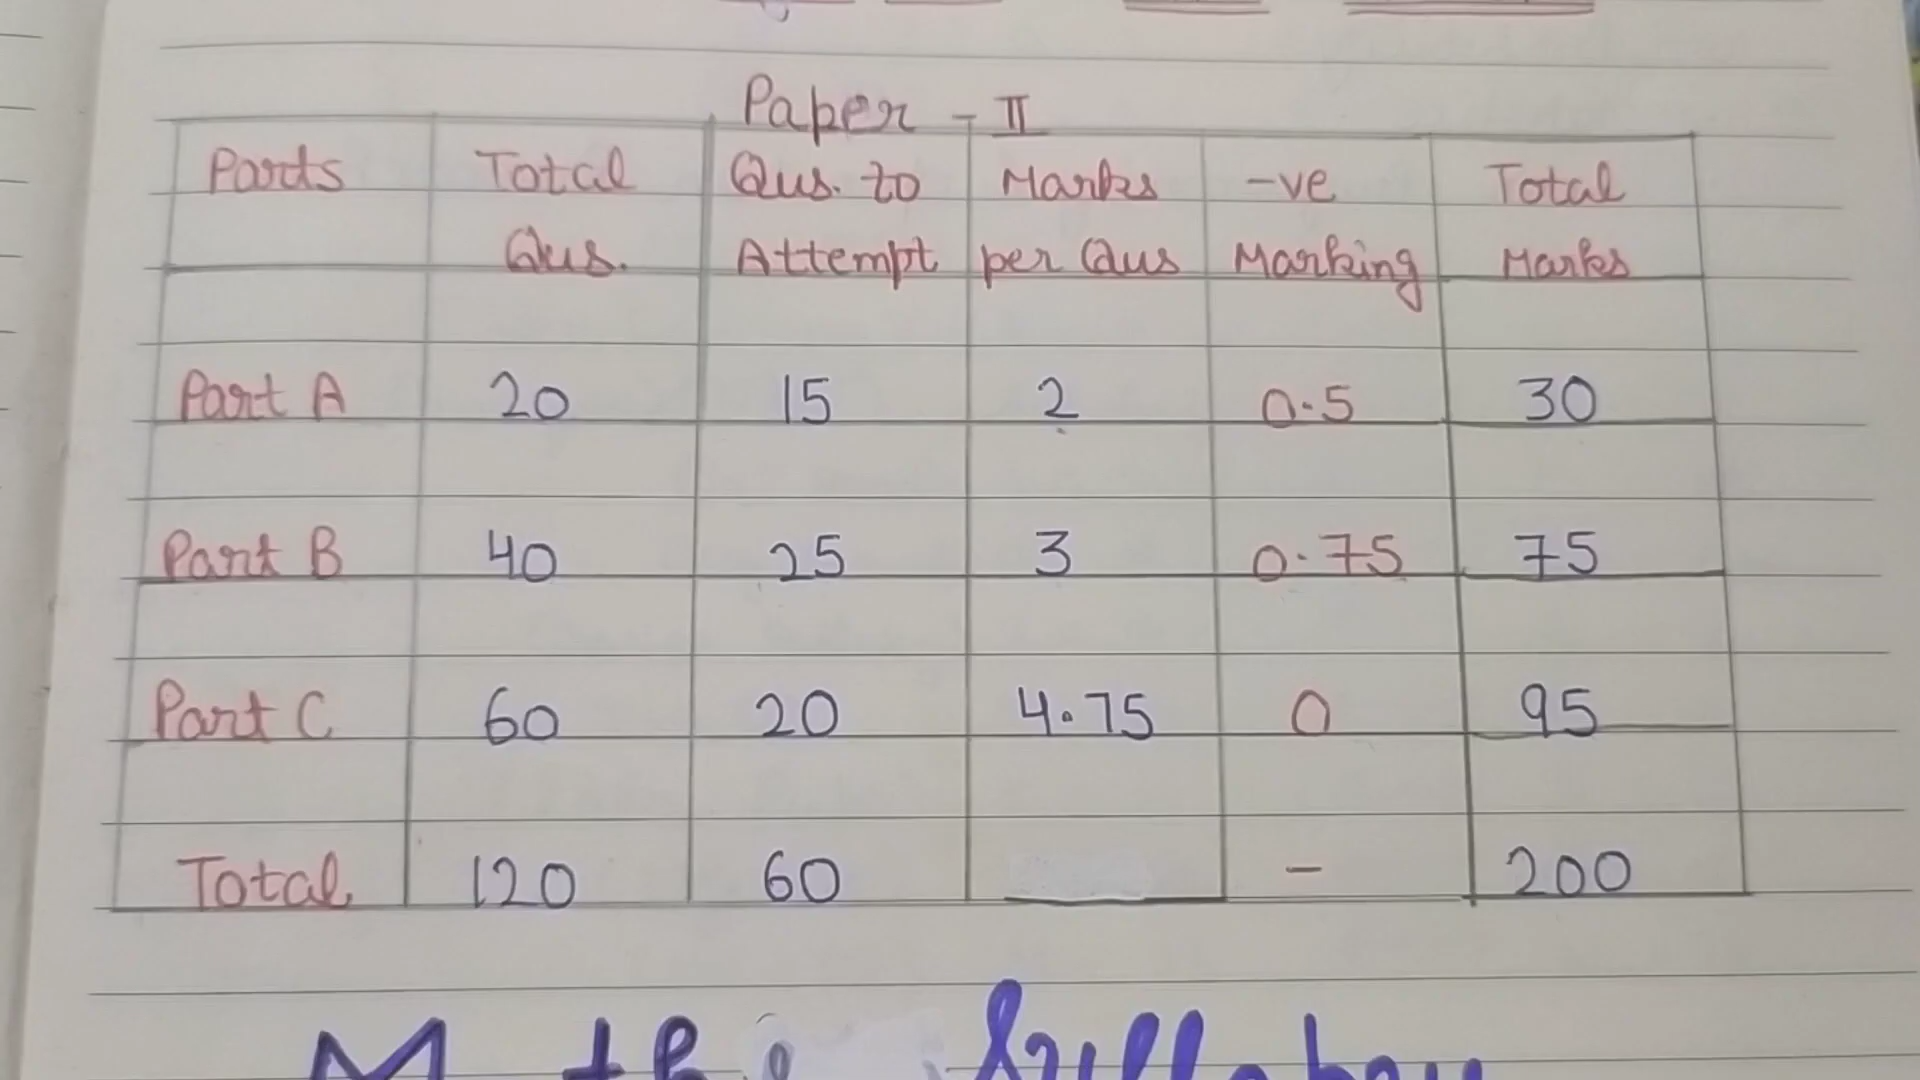 Paper - II
Parts Total Qus. to Marks -ve Total
Qus. Attempt per Qus Marking Marks
Part A 20 15 2 0.5 30
Part B 40 25 3 0.75 75
Part C 60 20 4.75 0 95
Total 120 60 - 200